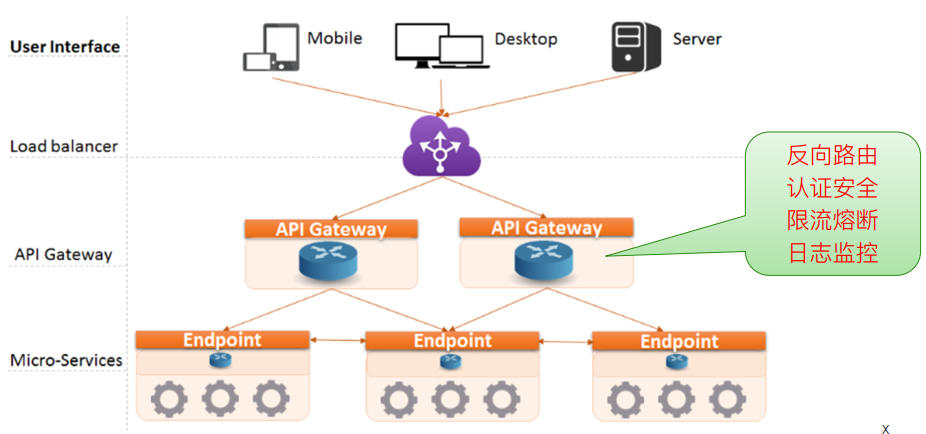 User Interface
Mobile
Desktop
Server
Load balancer
反向路由
认证安全
限流熔断
日志监控
API Gateway
API Gateway
API Gateway
Endpoint
Endpoint
Endpoint
Micro-Services
X